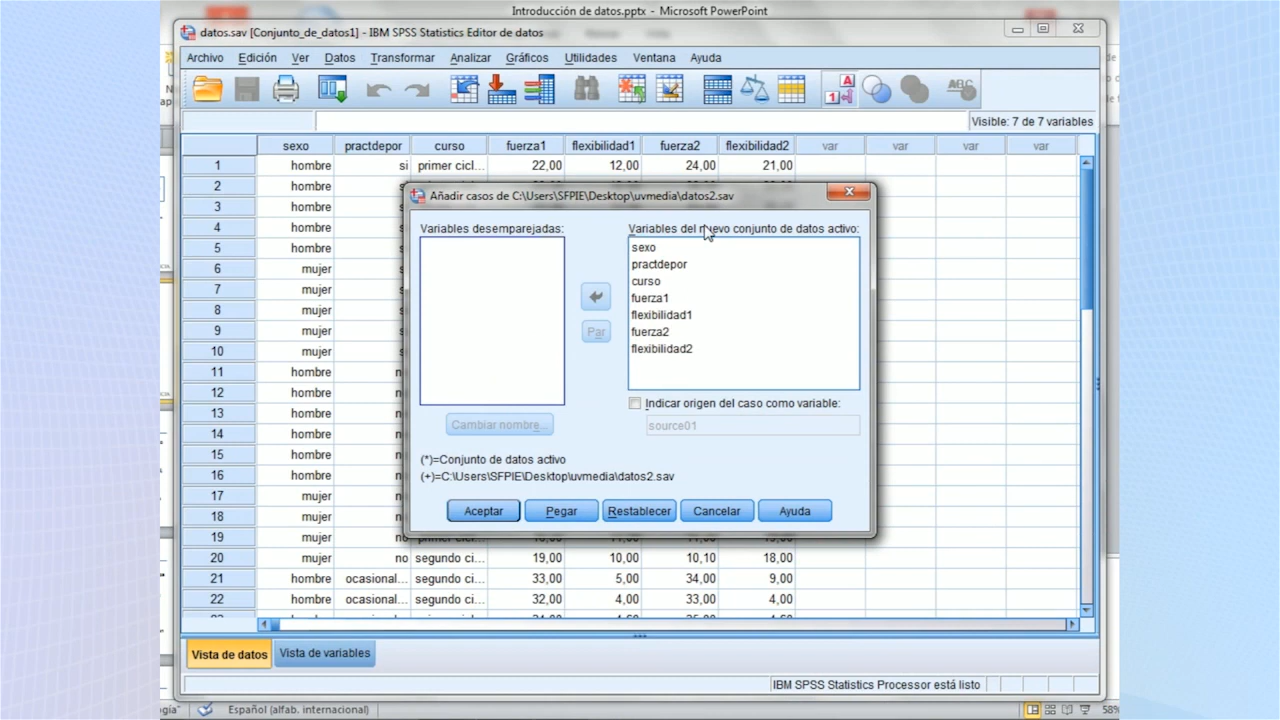 Introducción de datos.pptx - Microsoft PowerPoint
datos.sav [Conjunto_de_datos1] - IBM SPSS Statistics Editor de datos
Archivo Edición Ver Datos Transformar Analizar Gráficos Utilidades Ventana Ayuda
Visible: 7 de 7 variables
sexo practdepor curso fuerza1 flexibilidad1 fuerza2 flexibilidad2 var var var var
1 hombre si primer cicl... 22,00 12,00 24,00 21,00
2 hombre
3 hombre
4 hombre
5 hombre
6 mujer
7 mujer
8 mujer
9 mujer
10 mujer
11 hombre
12 hombre
13 hombre
14 hombre
15 hombre
16 hombre
17 mujer
18 mujer
19 mujer
20 mujer no segundo ci... 19,00 10,00 10,10 18,00
21 hombre ocasional... segundo ci... 33,00 5,00 34,00 9,00
22 hombre ocasional... segundo ci... 32,00 4,00 33,00 4,00
Añadir casos de C:\Users\SFPIE\Desktop\uvmedia\datos2.sav
Variables desemparejadas:
Variables del nuevo conjunto de datos activo:
sexo
practdepor
curso
fuerza1
flexibilidad1
fuerza2
flexibilidad2
Par
Indicar origen del caso como variable:
source01
Cambiar nombre...
(*)=Conjunto de datos activo
(+)=C:\Users\SFPIE\Desktop\uvmedia\datos2.sav
Aceptar Pegar Restablecer Cancelar Ayuda
Vista de datos Vista de variables
IBM SPSS Statistics Processor está listo
Español (alfab. internacional)
58%